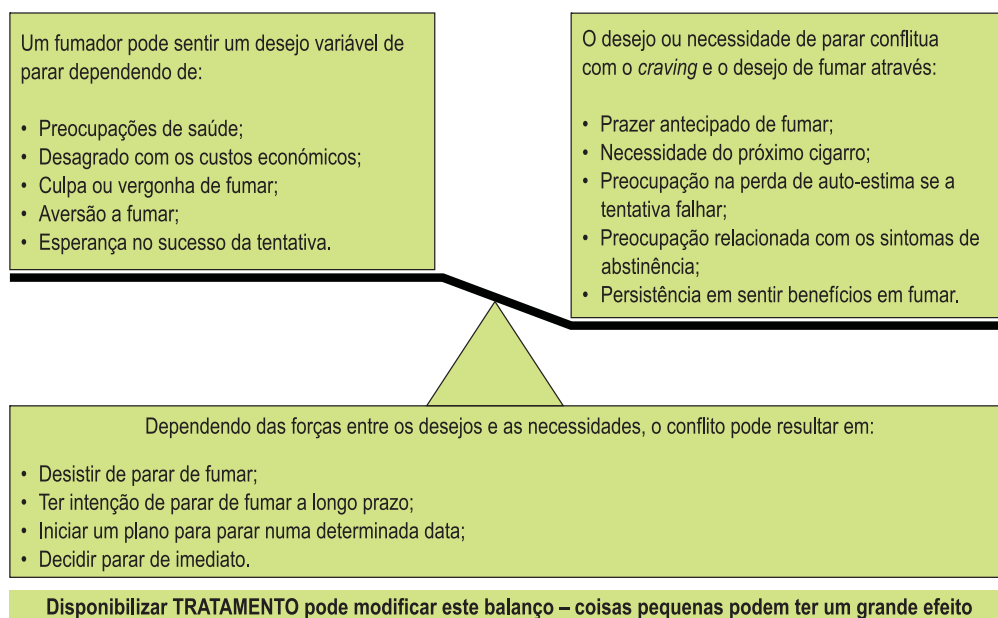 Um fumador pode sentir um desejo variável de
parar dependendo de:
• Preocupações de saúde;
• Desagrado com os custos económicos;
• Culpa ou vergonha de fumar;
• Aversão a fumar;
• Esperança no sucesso da tentativa.
O desejo ou necessidade de parar conflitua
com o craving e o desejo de fumar através:
• Prazer antecipado de fumar;
• Necessidade do próximo cigarro;
• Preocupação na perda de auto-estima se a
tentativa falhar;
• Preocupação relacionada com os sintomas de
abstinência;
• Persistência em sentir benefícios em fumar.
Dependendo das forças entre os desejos e as necessidades, o conflito pode resultar em:
• Desistir de parar de fumar;
• Ter intenção de parar de fumar a longo prazo;
• Iniciar um plano para parar numa determinada data;
• Decidir parar de imediato.
Disponibilizar TRATAMENTO pode modificar este balanço – coisas pequenas podem ter um grande efeito